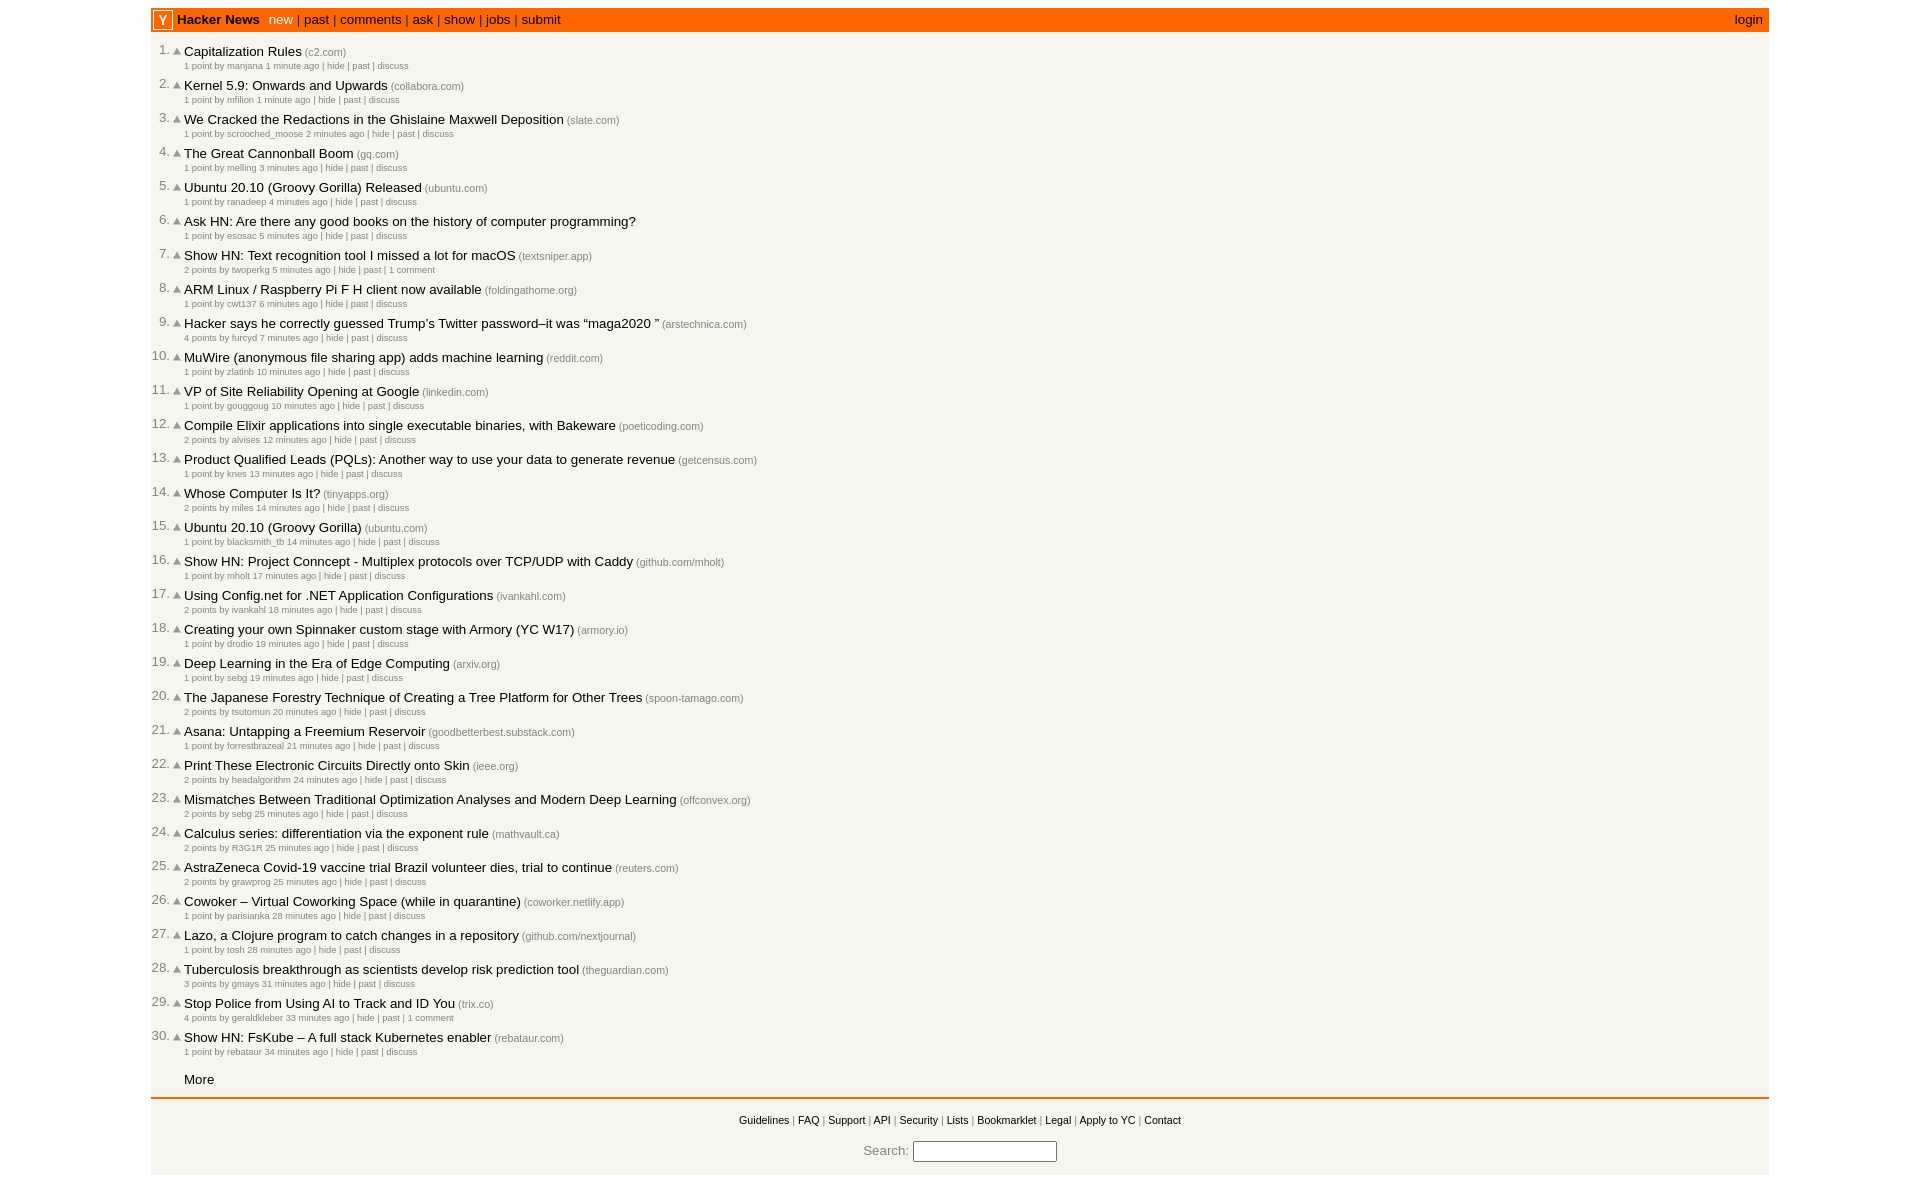 Y Hacker News new | past | comments | ask | show | jobs | submit login
1. Capitalization Rules (c2.com)
1 point by manjana 1 minute ago | hide | past | discuss
2. Kernel 5.9: Onwards and Upwards (collabora.com)
1 point by mfilion 1 minute ago | hide | past | discuss
3. We Cracked the Redactions in the Ghislaine Maxwell Deposition (slate.com)
1 point by scrooched_moose 2 minutes ago | hide | past | discuss
4. The Great Cannonball Boom (gq.com)
1 point by melling 3 minutes ago | hide | past | discuss
5. Ubuntu 20.10 (Groovy Gorilla) Released (ubuntu.com)
1 point by ranadeep 4 minutes ago | hide | past | discuss
6. Ask HN: Are there any good books on the history of computer programming?
1 point by esosac 5 minutes ago | hide | past | discuss
7. Show HN: Text recognition tool I missed a lot for macOS (textsniper.app)
2 points by twoperkg 5 minutes ago | hide | past | 1 comment
8. ARM Linux / Raspberry Pi F H client now available (foldingathome.org)
1 point by cwt137 6 minutes ago | hide | past | discuss
9. Hacker says he correctly guessed Trump’s Twitter password–it was “maga2020 ” (arstechnica.com)
4 points by furcyd 7 minutes ago | hide | past | discuss
10. MuWire (anonymous file sharing app) adds machine learning (reddit.com)
1 point by zlatinb 10 minutes ago | hide | past | discuss
11. VP of Site Reliability Opening at Google (linkedin.com)
1 point by gouggoug 10 minutes ago | hide | past | discuss
12. Compile Elixir applications into single executable binaries, with Bakeware (poeticoding.com)
2 points by alvises 12 minutes ago | hide | past | discuss
13. Product Qualified Leads (PQLs): Another way to use your data to generate revenue (getcensus.com)
1 point by knes 13 minutes ago | hide | past | discuss
14. Whose Computer Is It? (tinyapps.org)
2 points by miles 14 minutes ago | hide | past | discuss
15. Ubuntu 20.10 (Groovy Gorilla) (ubuntu.com)
1 point by blacksmith_tb 14 minutes ago | hide | past | discuss
16. Show HN: Project Conncept - Multiplex protocols over TCP/UDP with Caddy (github.com/mholt)
1 point by mholt 17 minutes ago | hide | past | discuss
17. Using Config.net for .NET Application Configurations (ivankahl.com)
2 points by ivankahl 18 minutes ago | hide | past | discuss
18. Creating your own Spinnaker custom stage with Armory (YC W17) (armory.io)
1 point by drodio 19 minutes ago | hide | past | discuss
19. Deep Learning in the Era of Edge Computing (arxiv.org)
1 point by sebg 19 minutes ago | hide | past | discuss
20. The Japanese Forestry Technique of Creating a Tree Platform for Other Trees (spoon-tamago.com)
2 points by tsutomun 20 minutes ago | hide | past | discuss
21. Asana: Untapping a Freemium Reservoir (goodbetterbest.substack.com)
1 point by forrestbrazeal 21 minutes ago | hide | past | discuss
22. Print These Electronic Circuits Directly onto Skin (ieee.org)
2 points by headalgorithm 24 minutes ago | hide | past | discuss
23. Mismatches Between Traditional Optimization Analyses and Modern Deep Learning (offconvex.org)
2 points by sebg 25 minutes ago | hide | past | discuss
24. Calculus series: differentiation via the exponent rule (mathvault.ca)
2 points by R3G1R 25 minutes ago | hide | past | discuss
25. AstraZeneca Covid-19 vaccine trial Brazil volunteer dies, trial to continue (reuters.com)
2 points by grawprog 25 minutes ago | hide | past | discuss
26. Cowoker – Virtual Coworking Space (while in quarantine) (coworker.netlify.app)
1 point by parisianka 28 minutes ago | hide | past | discuss
27. Lazo, a Clojure program to catch changes in a repository (github.com/nextjournal)
1 point by tosh 28 minutes ago | hide | past | discuss
28. Tuberculosis breakthrough as scientists develop risk prediction tool (theguardian.com)
3 points by gmays 31 minutes ago | hide | past | discuss
29. Stop Police from Using AI to Track and ID You (trix.co)
4 points by geraldkleber 33 minutes ago | hide | past | 1 comment
30. Show HN: FsKube – A full stack Kubernetes enabler (rebataur.com)
1 point by rebataur 34 minutes ago | hide | past | discuss
More
Guidelines | FAQ | Support | API | Security | Lists | Bookmarklet | Legal | Apply to YC | Contact
Search: